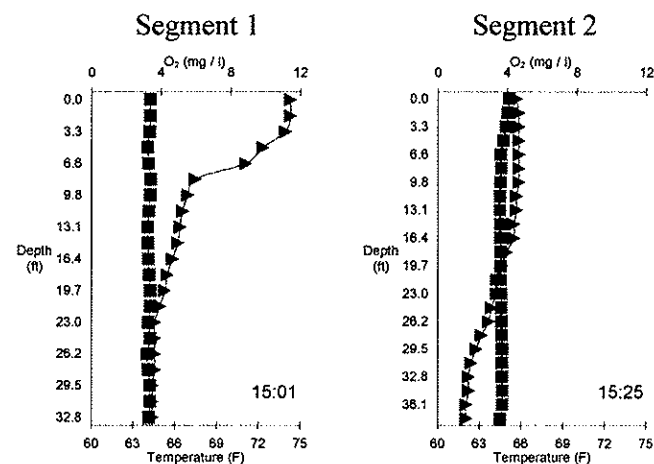 Segment 1
O₂ (mg / l)
0 4 8 12
0.0
3.3
6.6
9.8
13.1
16.4
19.7
23.0
26.2
29.5
32.8
Depth
(ft)
15:01
60 63 66 69 72 75
Temperature (F)
Segment 2
O₂ (mg / l)
0 4 8 12
0.0
3.3
6.6
9.8
13.1
16.4
19.7
23.0
26.2
29.5
32.8
36.1
Depth
(ft)
15:25
60 63 66 69 72 75
Temperature (F)